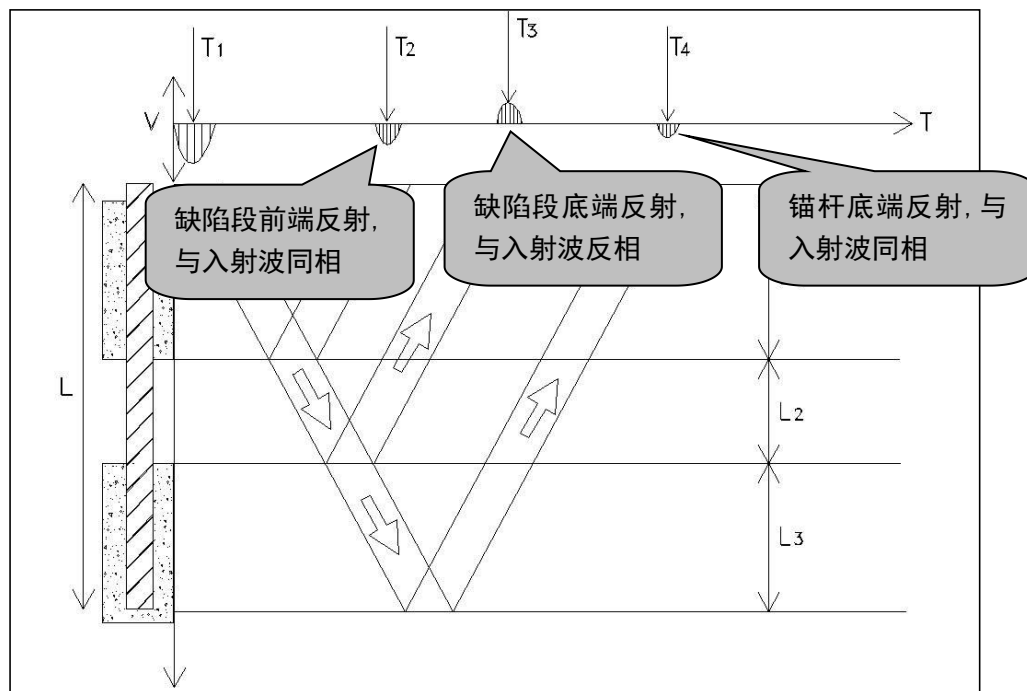 T1
T2
T3
T4
V
T
缺陷段前端反射,
与入射波同相
缺陷段底端反射,
与入射波反相
锚杆底端反射,与
入射波同相
L
L2
L3